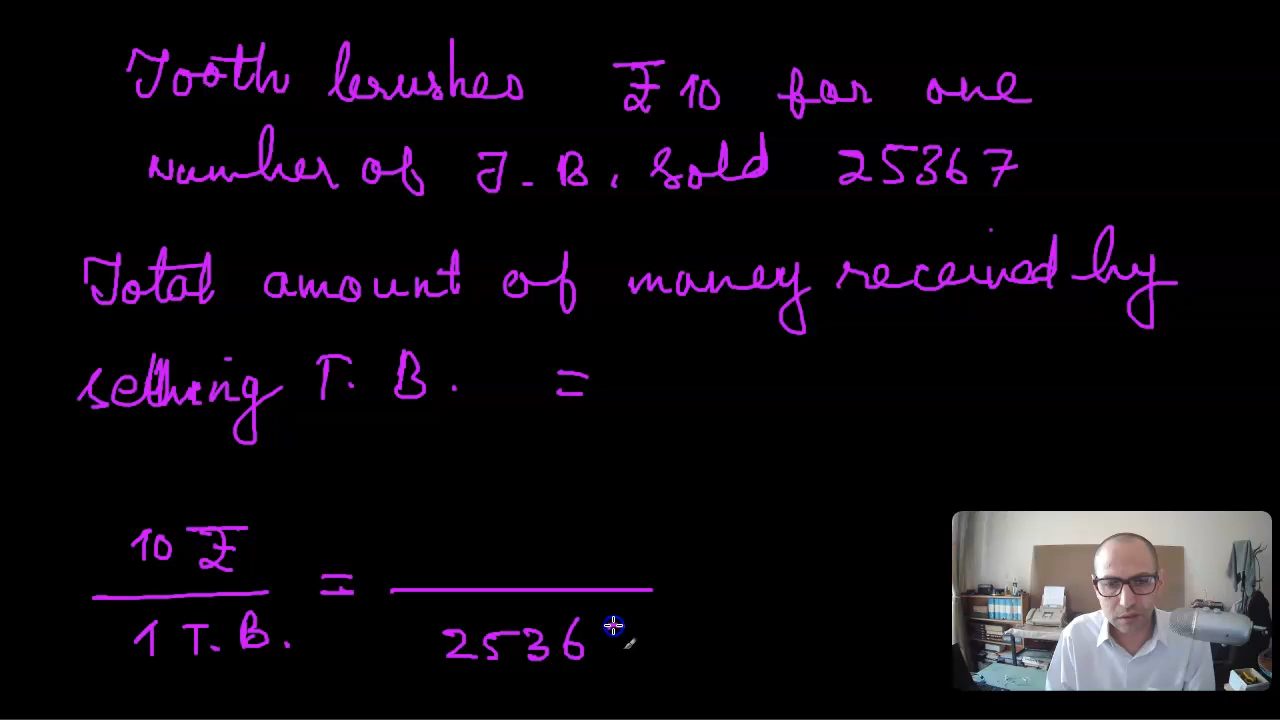 Tooth brushes ₹ 10 for one
number of T. B. sold 25367
Total amount of money received by
selling T. B. =
10 ₹ / 1 T. B. = / 2536